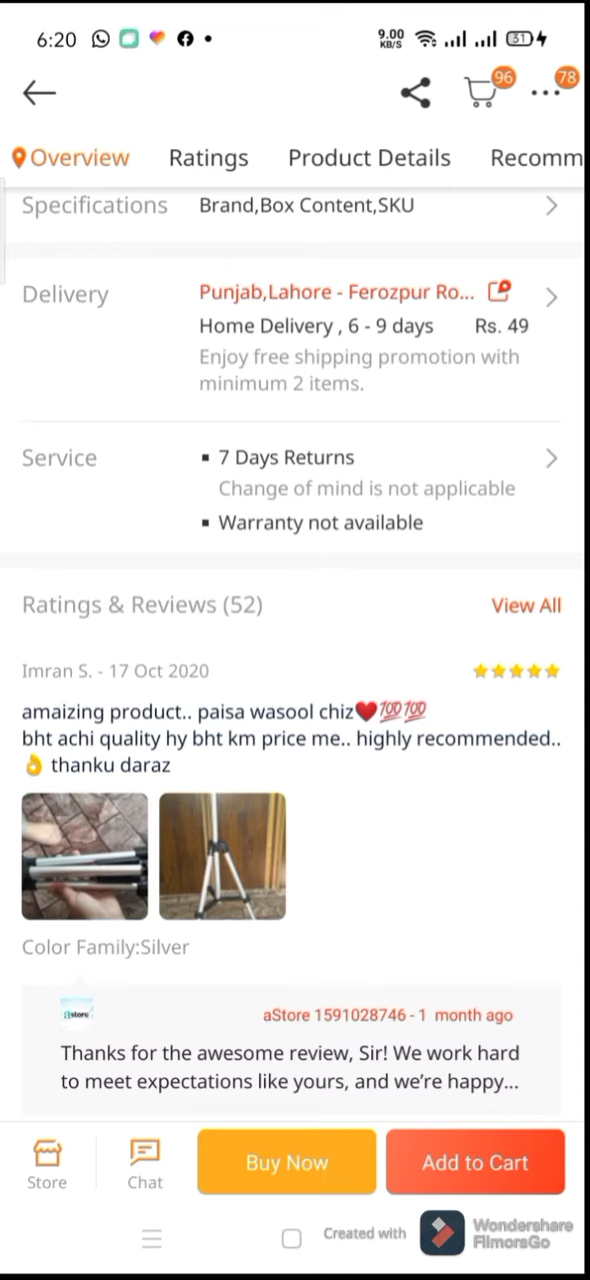 6:20
9.00 KB/S
51
96
78
Overview Ratings Product Details Recomm
Specifications Brand,Box Content,SKU
Delivery Punjab,Lahore - Ferozpur Ro...
Home Delivery , 6 - 9 days Rs. 49
Enjoy free shipping promotion with
minimum 2 items.
Service ▪ 7 Days Returns
Change of mind is not applicable
▪ Warranty not available
Ratings & Reviews (52) View All
Imran S. - 17 Oct 2020
amaizing product.. paisa wasool chiz❤️💯💯
bht achi quality hy bht km price me.. highly recommended..
👌 thanku daraz
Color Family:Silver
astore
aStore 1591028746 - 1 month ago
Thanks for the awesome review, Sir! We work hard
to meet expectations like yours, and we’re happy...
Store Chat Buy Now Add to Cart
Created with Wondershare
FilmoraGo